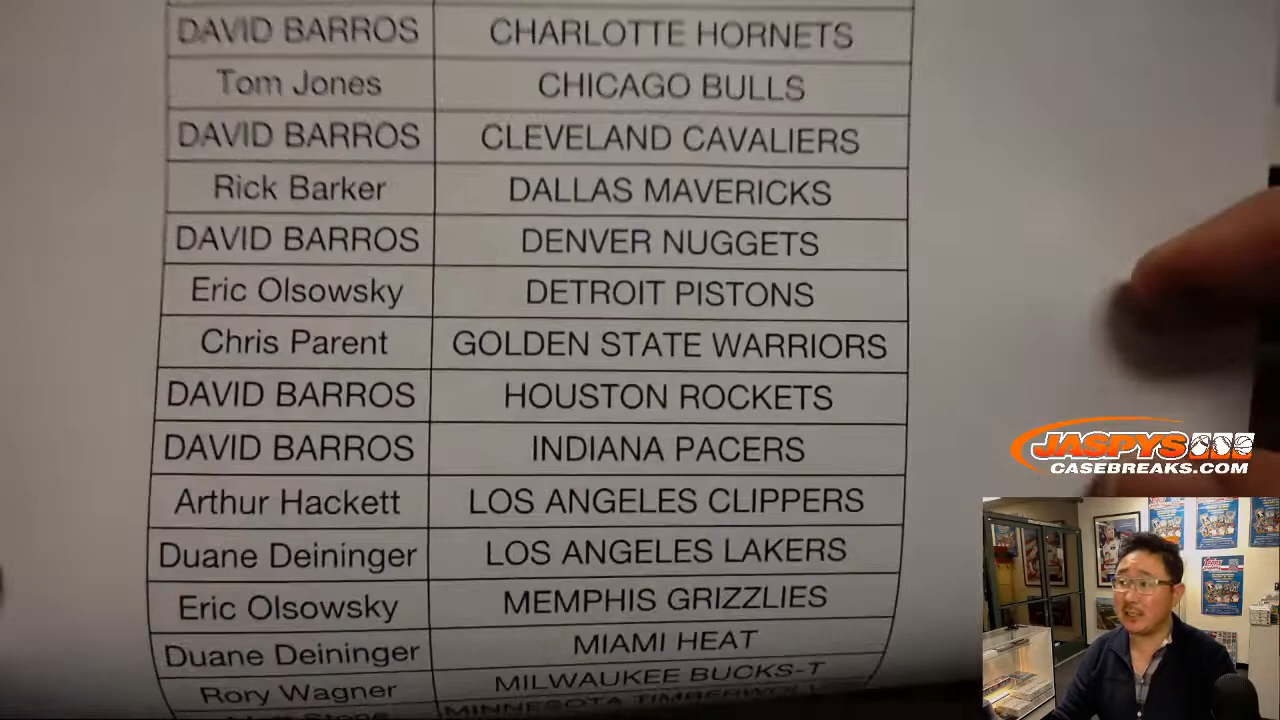 DAVID BARROS CHARLOTTE HORNETS
Tom Jones CHICAGO BULLS
DAVID BARROS CLEVELAND CAVALIERS
Rick Barker DALLAS MAVERICKS
DAVID BARROS DENVER NUGGETS
Eric Olsowsky DETROIT PISTONS
Chris Parent GOLDEN STATE WARRIORS
DAVID BARROS HOUSTON ROCKETS
DAVID BARROS INDIANA PACERS
Arthur Hackett LOS ANGELES CLIPPERS
Duane Deininger LOS ANGELES LAKERS
Eric Olsowsky MEMPHIS GRIZZLIES
Duane Deininger MIAMI HEAT
Rory Wagner MILWAUKEE BUCKS-T
MINNESOTA
JASPYS
CASEBREAKS.COM